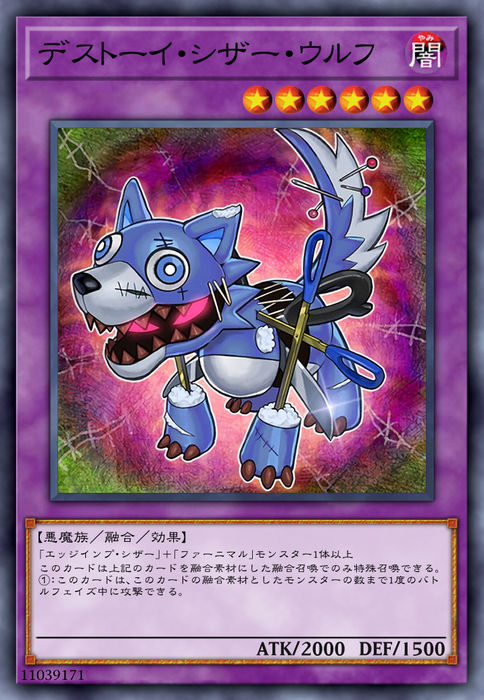 デストーイ・シザー・ウルフ
やみ
闇
【悪魔族/融合/効果】
「エッジインプ・シザー」+「ファーニマル」モンスター1体以上
このカードは上記のカードを融合素材にした融合召喚でのみ特殊召喚できる。
①:このカードは、このカードの融合素材としたモンスターの数まで1度のバト
ルフェイズ中に攻撃できる。
ATK/2000 DEF/1500
11039171